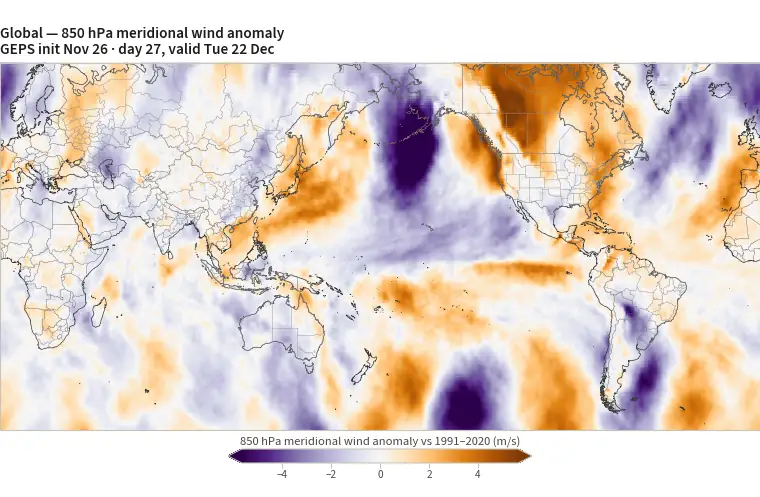 Global — 850 hPa meridional wind anomaly
GEPS init Nov 26 · day 27, valid Tue 22 Dec
850 hPa meridional wind anomaly vs 1991–2020 (m/s)
−4 −2 0 2 4